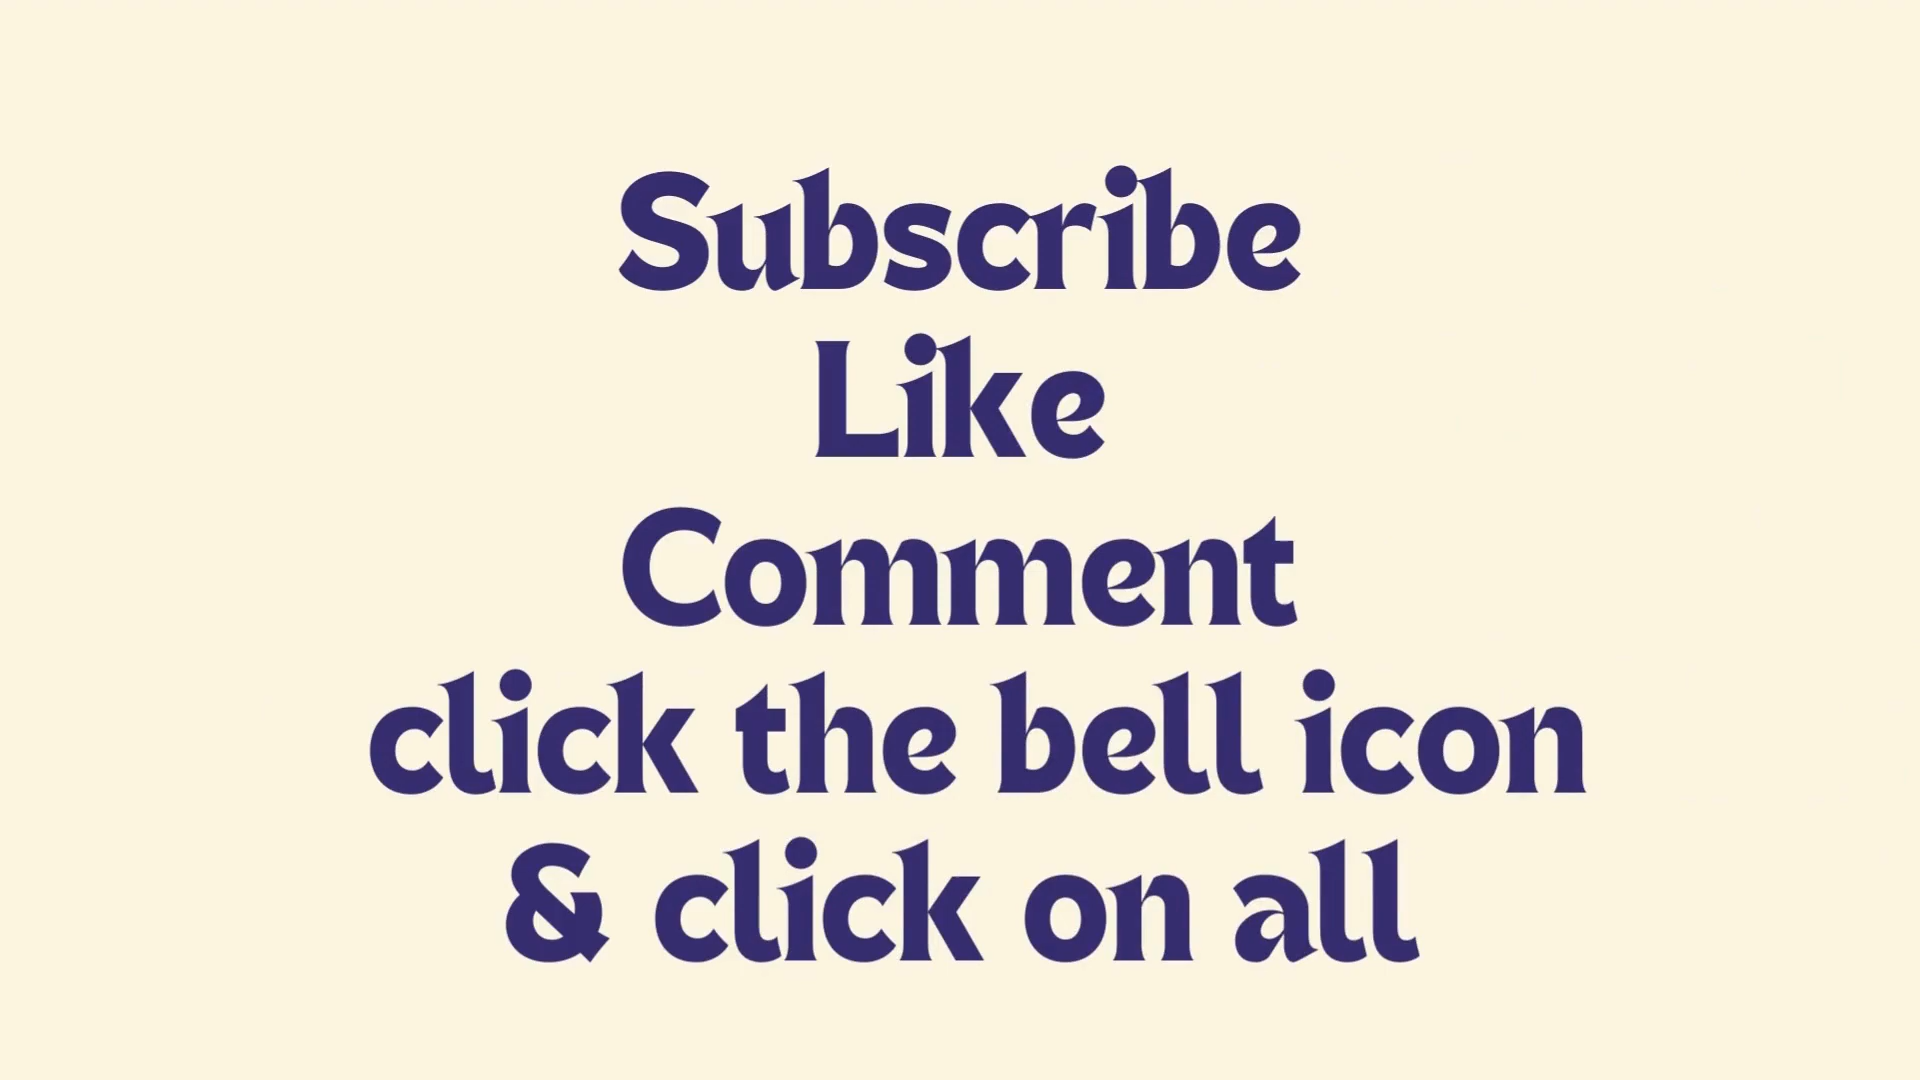 Subscribe
Like
Comment
click the bell icon
& click on all